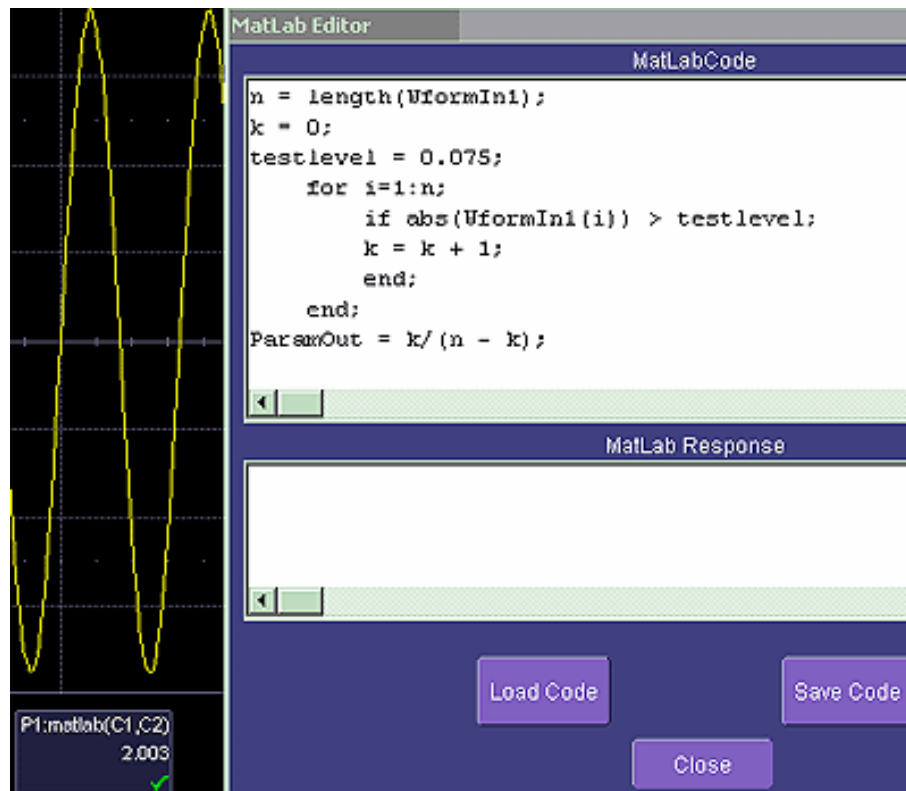 MatLab Editor
MatLabCode
n = length(WformIn1);
k = 0;
testlevel = 0.075;
for i=1:n;
if abs(WformIn1(i)) > testlevel;
k = k + 1;
end;
end;
ParamOut = k/(n - k);
MatLab Response
Load Code
Save Code
Close
P1:matlab(C1,C2)
2.003